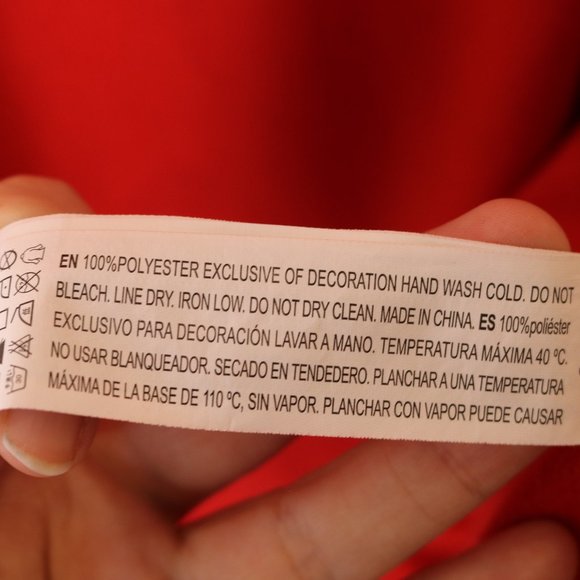 EN 100%POLYESTER EXCLUSIVE OF DECORATION HAND WASH COLD. DO NOT
BLEACH. LINE DRY. IRON LOW. DO NOT DRY CLEAN. MADE IN CHINA. ES 100%poliéster
EXCLUSIVO PARA DECORACIÓN LAVAR A MANO. TEMPERATURA MÁXIMA 40 ºC.
NO USAR BLANQUEADOR. SECADO EN TENDEDERO. PLANCHAR A UNA TEMPERATURA
MÁXIMA DE LA BASE DE 110 ºC, SIN VAPOR. PLANCHAR CON VAPOR PUEDE CAUSAR